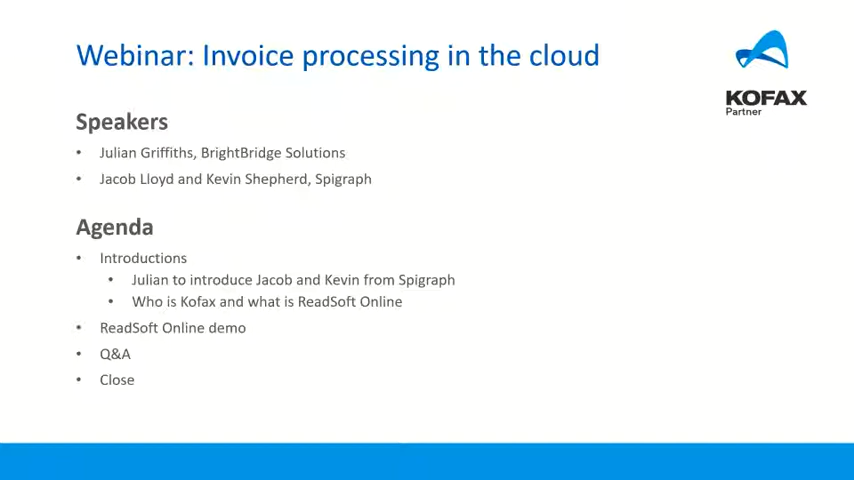 Webinar: Invoice processing in the cloud
KOFAX
Partner
Speakers
• Julian Griffiths, BrightBridge Solutions
• Jacob Lloyd and Kevin Shepherd, Spigraph
Agenda
• Introductions
• Julian to introduce Jacob and Kevin from Spigraph
• Who is Kofax and what is ReadSoft Online
• ReadSoft Online demo
• Q&A
• Close